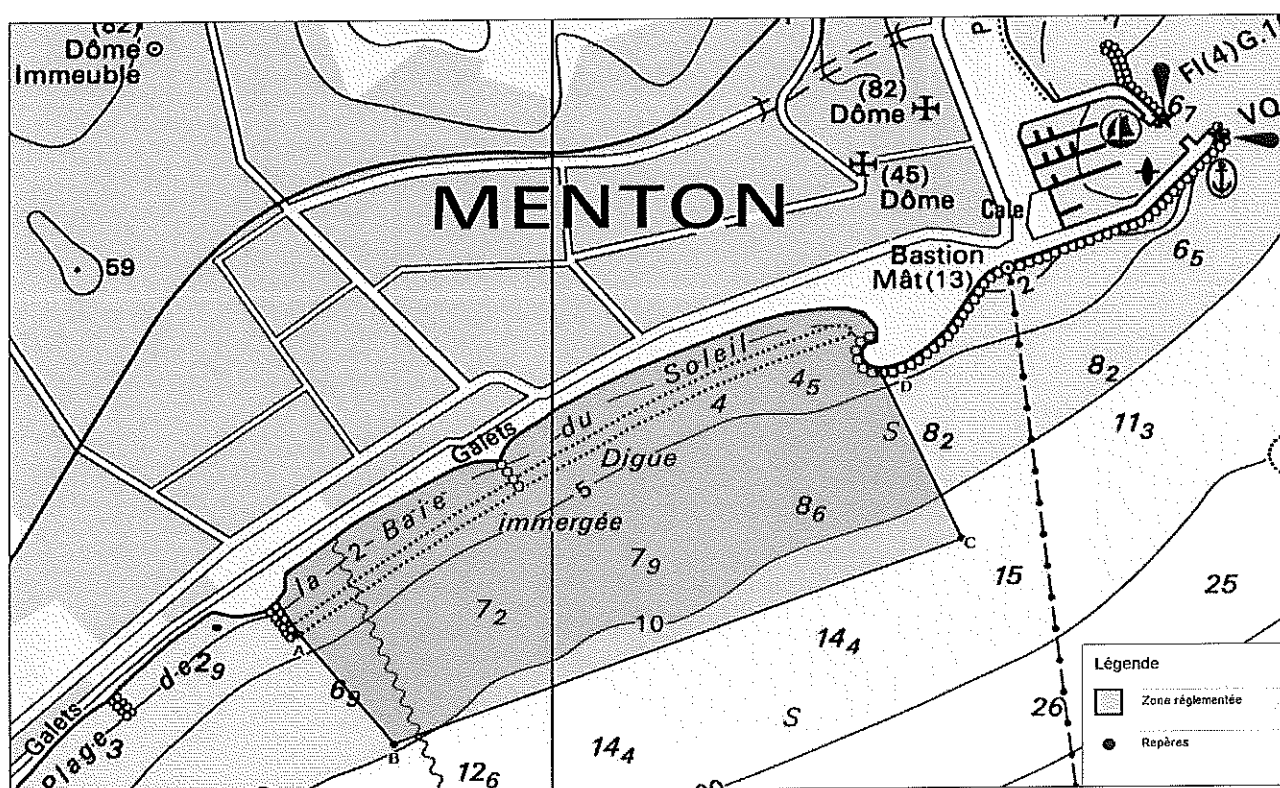 (82)
Dôme
Immeuble
P
Fl(4)G.1
(82)
Dôme
6₇
VQ
(45)
Dôme
MENTON
Cale
59
Bastion
Mât(13)
2
6₅
Plage de la Baie du Soleil
Galets
4₅
4
8₂
D
S
8₂
11₃
Digue
immergée
5
8₆
C
7₉
15
25
7₂
10
14₄
2
2₉
A
6₉
Galets
3
B
S
26
14₄
12₆
Légende
Zone réglementée
Repères